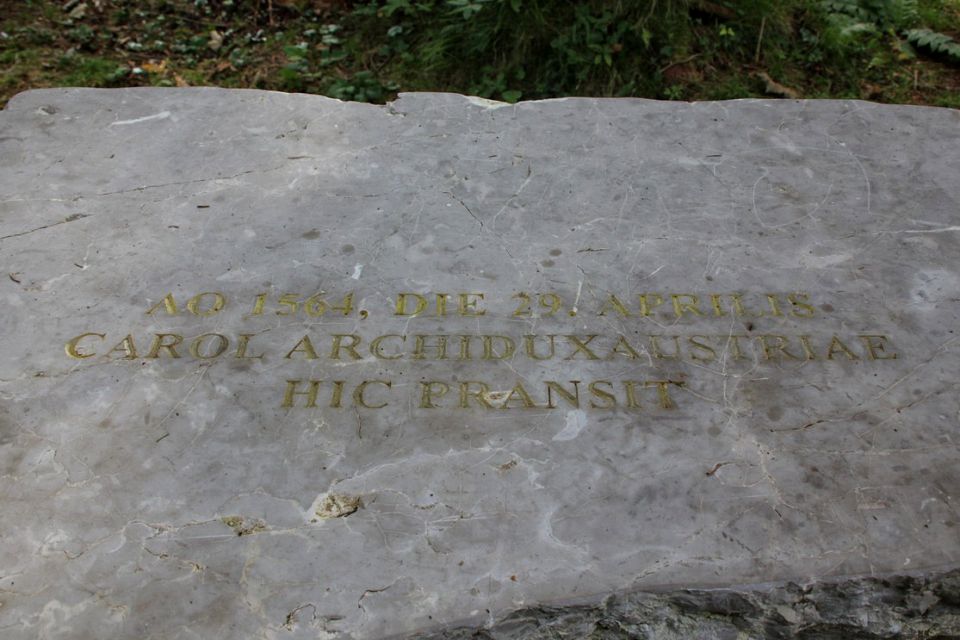 AO 1564, DIE 29. APRILIS
CAROL ARCHIDUXAUSTRIAE
HIC PRANSIT